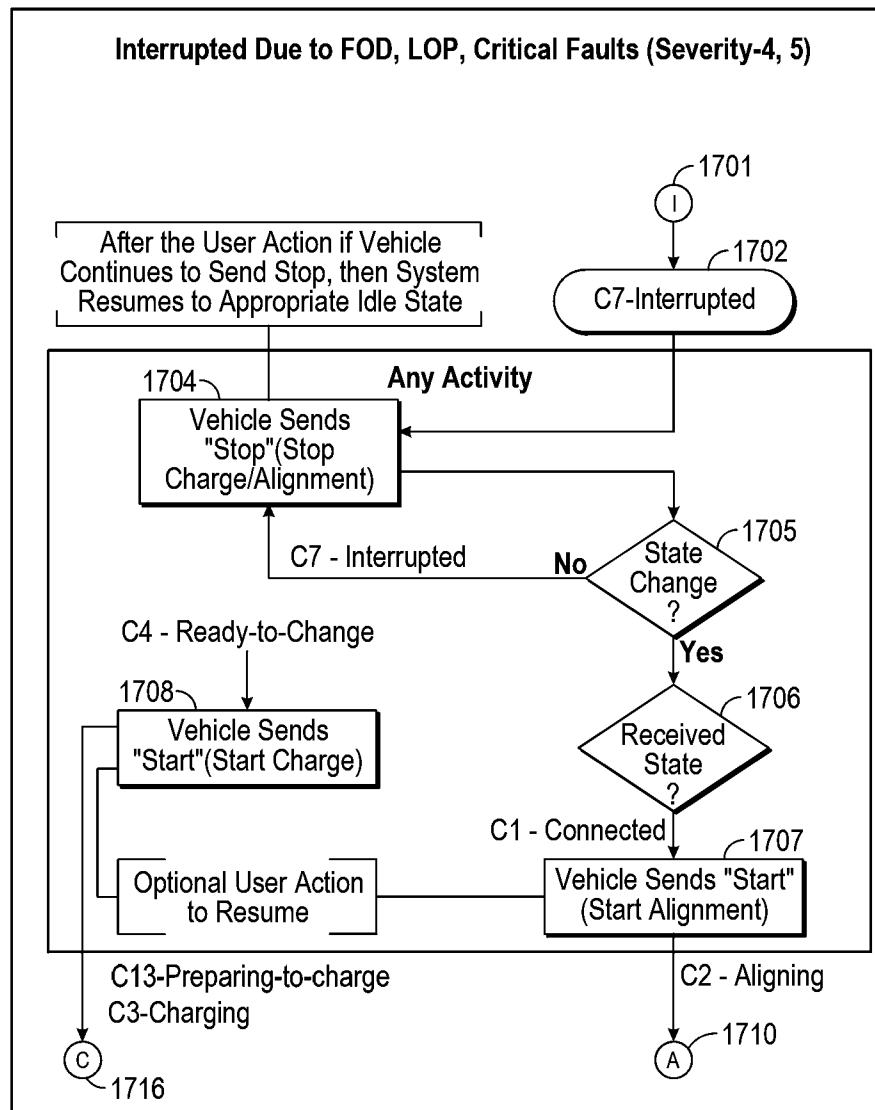 Interrupted Due to FOD, LOP, Critical Faults (Severity-4, 5)
1701
I
After the User Action if Vehicle
Continues to Send Stop, then System
Resumes to Appropriate Idle State
1702
C7-Interrupted
Any Activity
1704
Vehicle Sends
"Stop"(Stop
Charge/Alignment)
1705
State
Change
?
No
C7 - Interrupted
Yes
C4 - Ready-to-Change
1706
Received
State
?
1708
Vehicle Sends
"Start"(Start Charge)
C1 - Connected
1707
Vehicle Sends "Start"
(Start Alignment)
Optional User Action
to Resume
C13-Preparing-to-charge
C3-Charging
C2 - Aligning
C
1716
A
1710